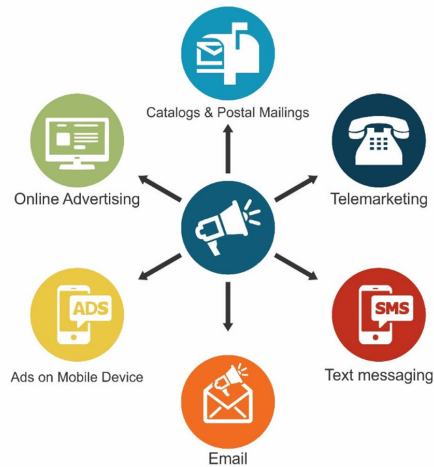 Catalogs & Postal Mailings
Online Advertising
Telemarketing
ADS
SMS
Ads on Mobile Device
Text messaging
Email